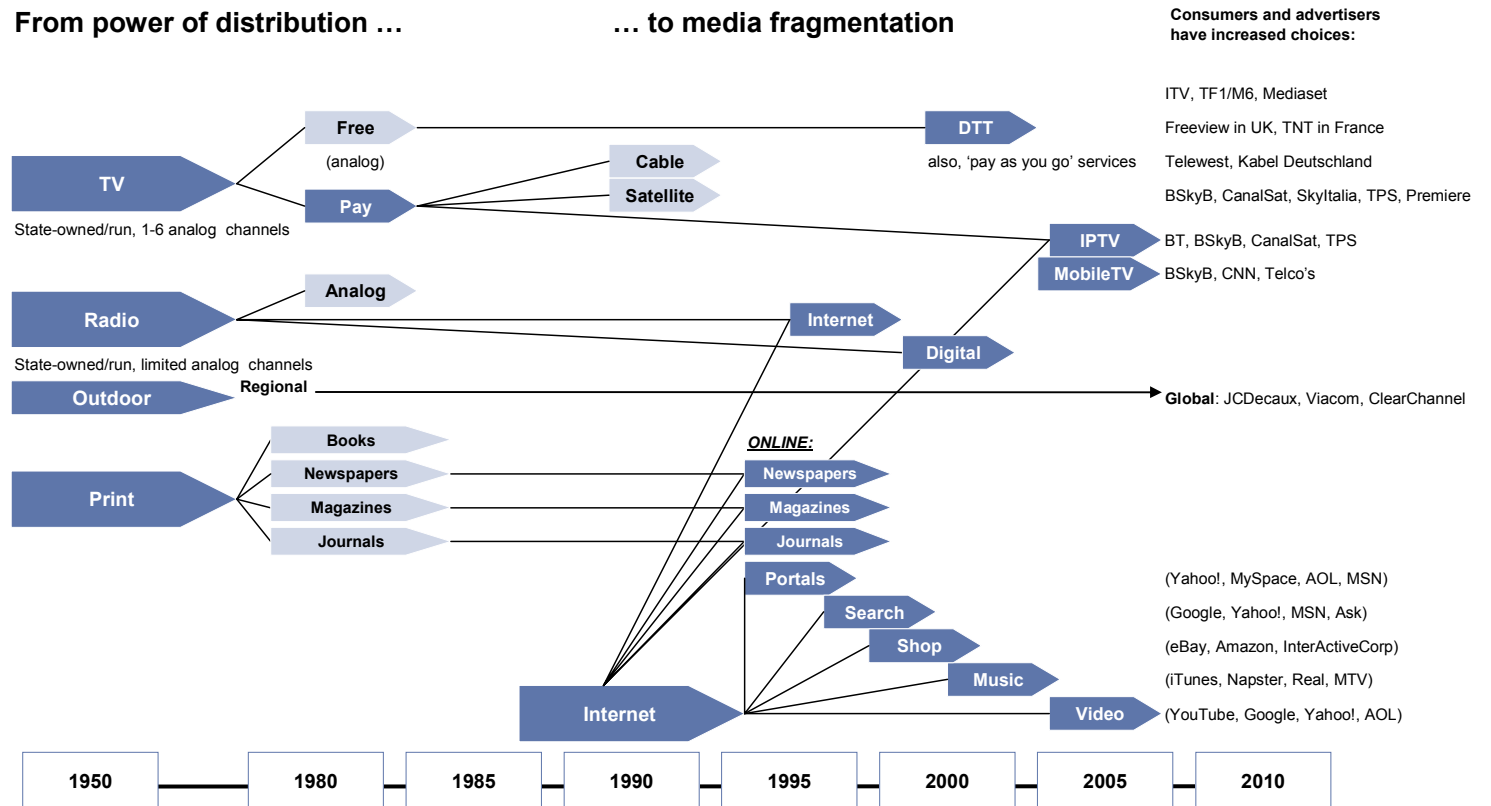 From power of distribution …
… to media fragmentation
Consumers and advertisers
have increased choices:
ITV, TF1/M6, Mediaset
Free
DTT
Freeview in UK, TNT in France
(analog)
Cable
also, ‘pay as you go’ services
Telewest, Kabel Deutschland
TV
Satellite
BSkyB, CanalSat, SkyItalia, TPS, Premiere
Pay
State-owned/run, 1-6 analog channels
IPTV
BT, BSkyB, CanalSat, TPS
MobileTV
BSkyB, CNN, Telco’s
Analog
Radio
Internet
Digital
State-owned/run, limited analog channels
Outdoor
Regional
Global: JCDecaux, Viacom, ClearChannel
Books
ONLINE:
Newspapers
Newspapers
Print
Magazines
Magazines
Journals
Journals
Portals
(Yahoo!, MySpace, AOL, MSN)
Search
(Google, Yahoo!, MSN, Ask)
Shop
(eBay, Amazon, InterActiveCorp)
Music
(iTunes, Napster, Real, MTV)
Internet
Video
(YouTube, Google, Yahoo!, AOL)
1950
1980
1985
1990
1995
2000
2005
2010